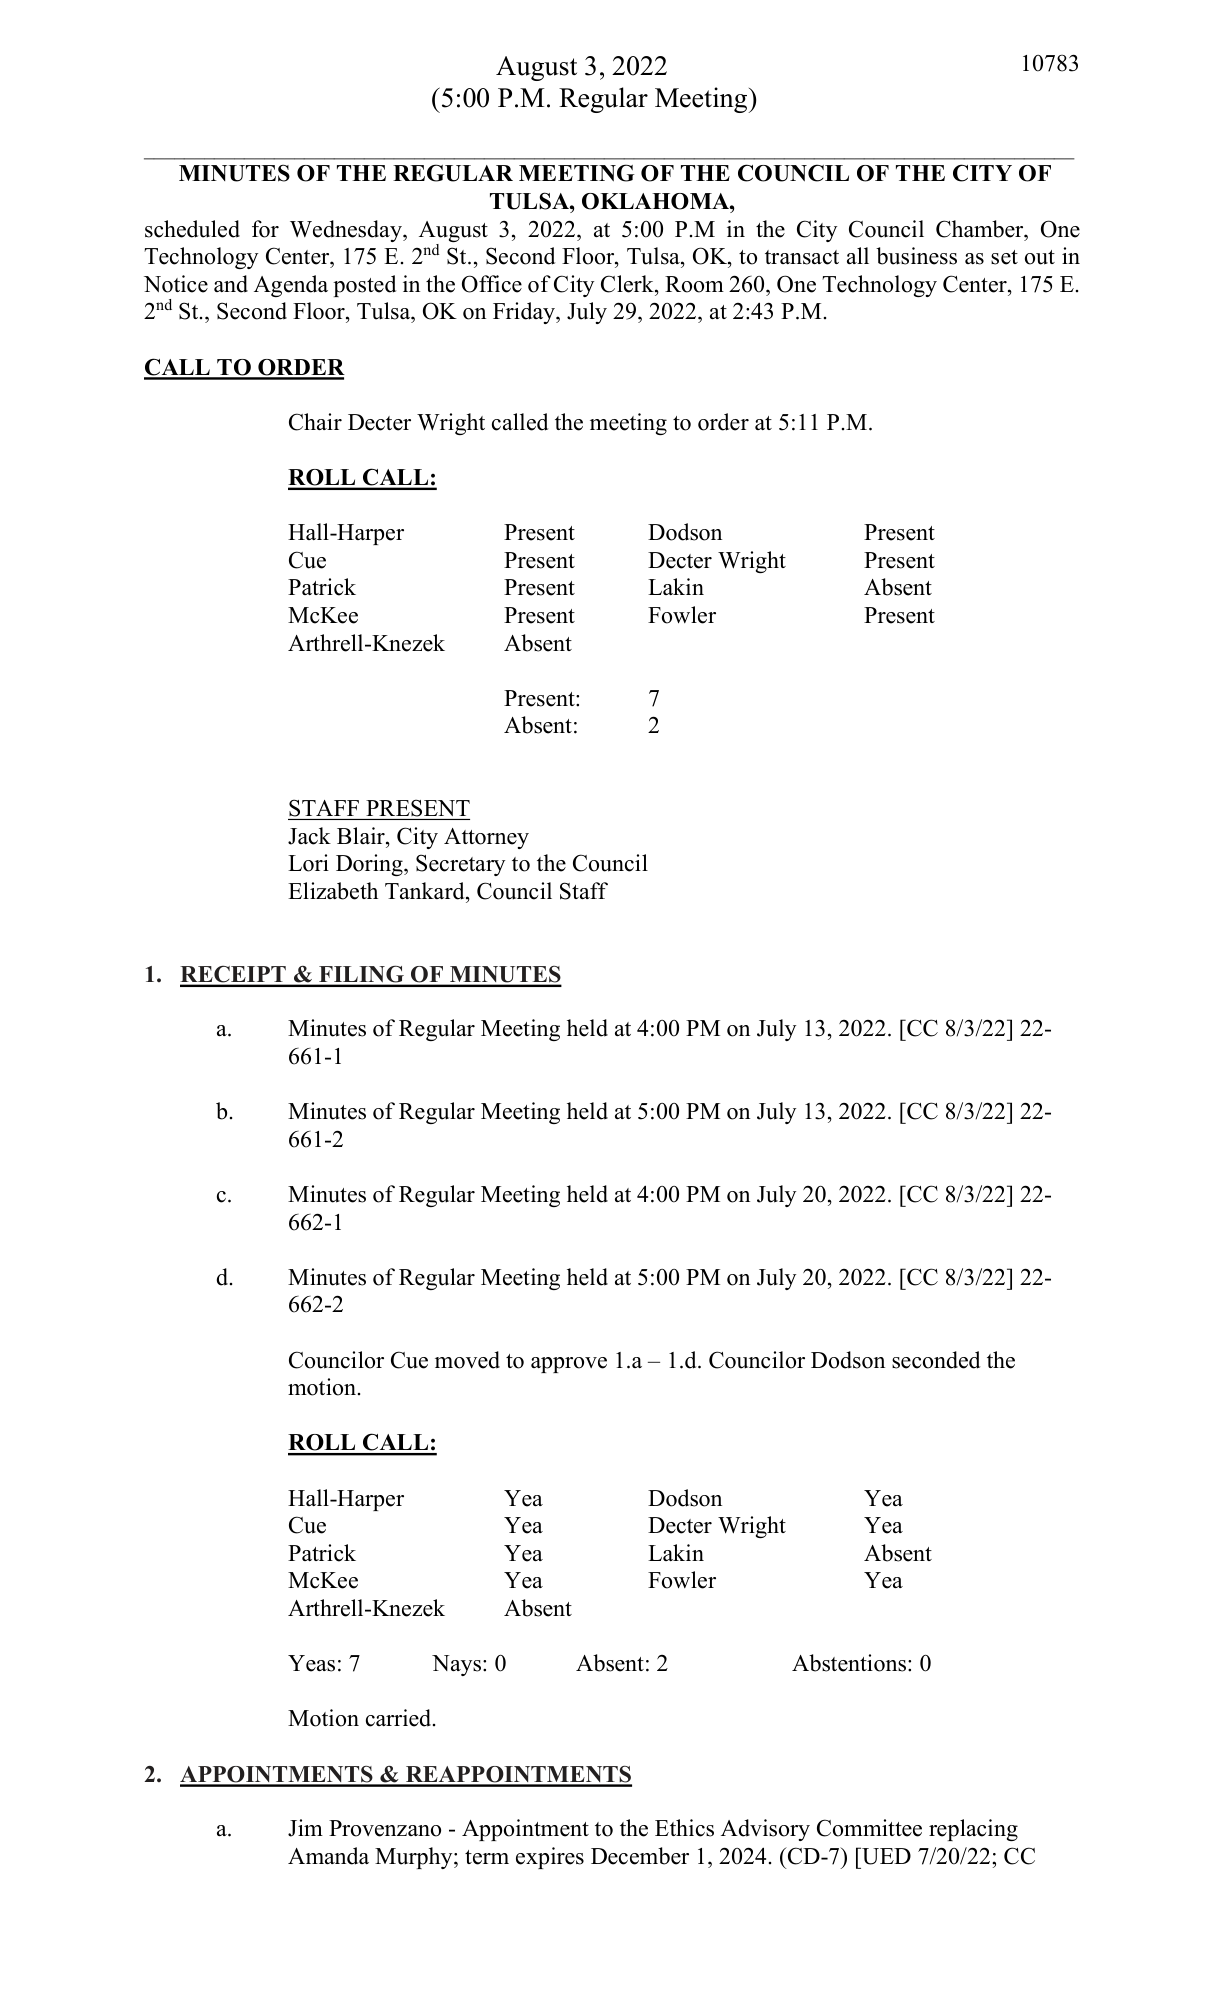 August 3, 2022 10783
(5:00 P.M. Regular Meeting)
MINUTES OF THE REGULAR MEETING OF THE COUNCIL OF THE CITY OF
TULSA, OKLAHOMA,
scheduled for Wednesday, August 3, 2022, at 5:00 P.M in the City Council Chamber, One
Technology Center, 175 E. 2nd St., Second Floor, Tulsa, OK, to transact all business as set out in
Notice and Agenda posted in the Office of City Clerk, Room 260, One Technology Center, 175 E.
2nd St., Second Floor, Tulsa, OK on Friday, July 29, 2022, at 2:43 P.M.
CALL TO ORDER
Chair Decter Wright called the meeting to order at 5:11 P.M.
ROLL CALL:
Hall-Harper Present Dodson Present
Cue Present Decter Wright Present
Patrick Present Lakin Absent
McKee Present Fowler Present
Arthrell-Knezek Absent
Present: 7
Absent: 2
STAFF PRESENT
Jack Blair, City Attorney
Lori Doring, Secretary to the Council
Elizabeth Tankard, Council Staff
1. RECEIPT & FILING OF MINUTES
a. Minutes of Regular Meeting held at 4:00 PM on July 13, 2022. [CC 8/3/22] 22-
661-1
b. Minutes of Regular Meeting held at 5:00 PM on July 13, 2022. [CC 8/3/22] 22-
661-2
c. Minutes of Regular Meeting held at 4:00 PM on July 20, 2022. [CC 8/3/22] 22-
662-1
d. Minutes of Regular Meeting held at 5:00 PM on July 20, 2022. [CC 8/3/22] 22-
662-2
Councilor Cue moved to approve 1.a – 1.d. Councilor Dodson seconded the
motion.
ROLL CALL:
Hall-Harper Yea Dodson Yea
Cue Yea Decter Wright Yea
Patrick Yea Lakin Absent
McKee Yea Fowler Yea
Arthrell-Knezek Absent
Yeas: 7 Nays: 0 Absent: 2 Abstentions: 0
Motion carried.
2. APPOINTMENTS & REAPPOINTMENTS
a. Jim Provenzano - Appointment to the Ethics Advisory Committee replacing
Amanda Murphy; term expires December 1, 2024. (CD-7) [UED 7/20/22; CC